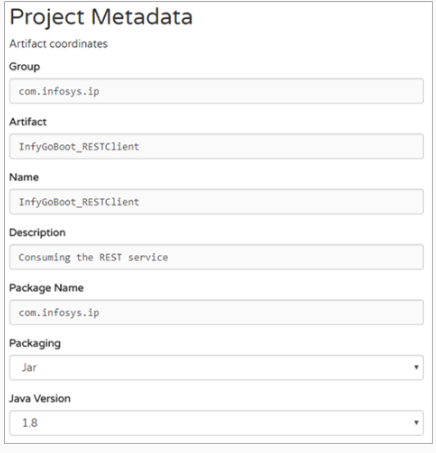 Project Metadata
Artifact coordinates
Group
com.infosys.ip
Artifact
InfyGoBoot_RESTClient
Name
InfyGoBoot_RESTClient
Description
Consuming the REST service
Package Name
com.infosys.ip
Packaging
Jar
Java Version
1.8